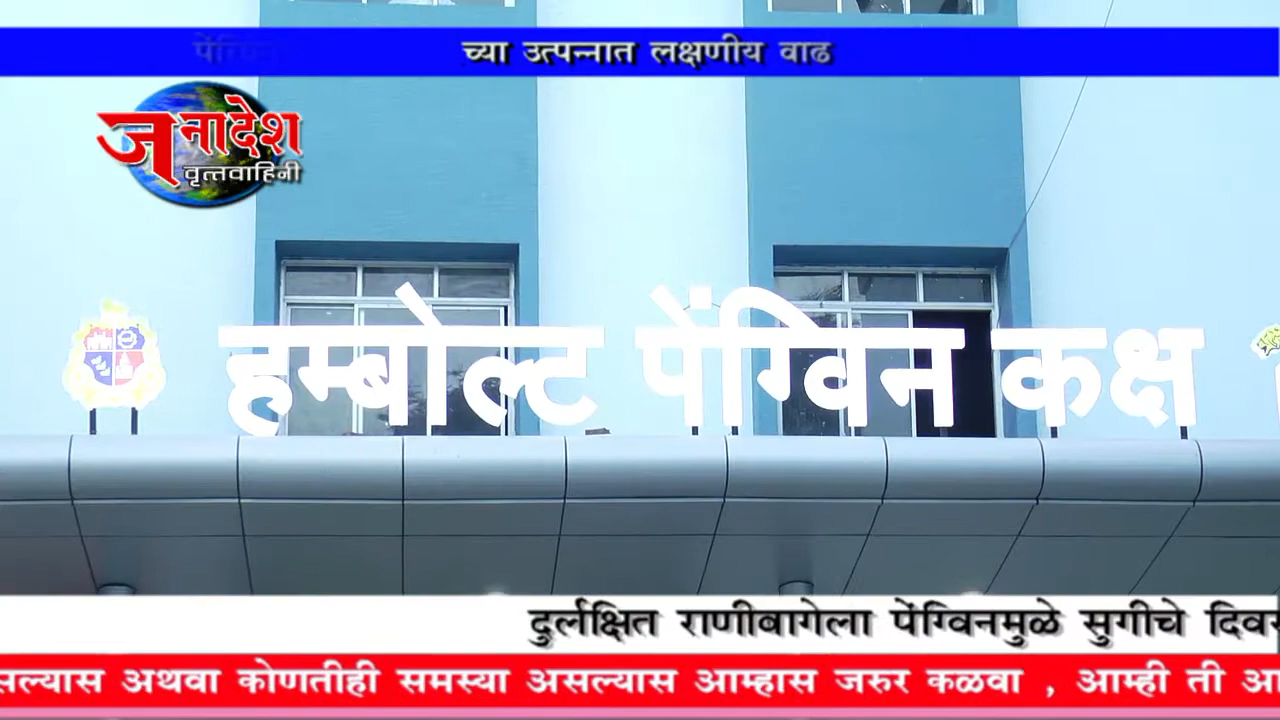 च्या उत्पन्नात लक्षणीय वाढ
जनादेश
वृत्तवाहिनी
हम्बोल्ट पेंग्विन कक्ष
दुर्लक्षित राणीबागेला पेंग्विनमुळे सुगीचे दिवस
सल्यास अथवा कोणतीही समस्या असल्यास आम्हास जरुर कळवा , आम्ही ती आ